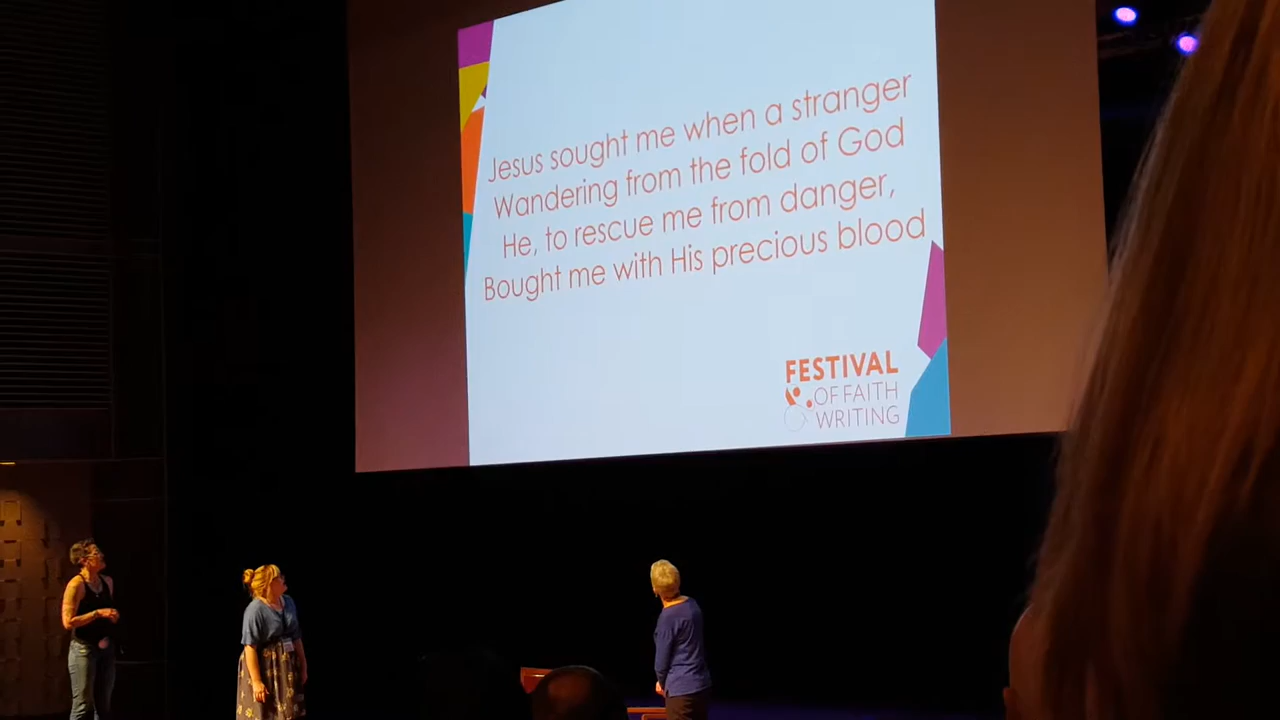 Jesus sought me when a stranger
Wandering from the fold of God
He, to rescue me from danger,
Bought me with His precious blood
FESTIVAL
& OF FAITH
WRITING